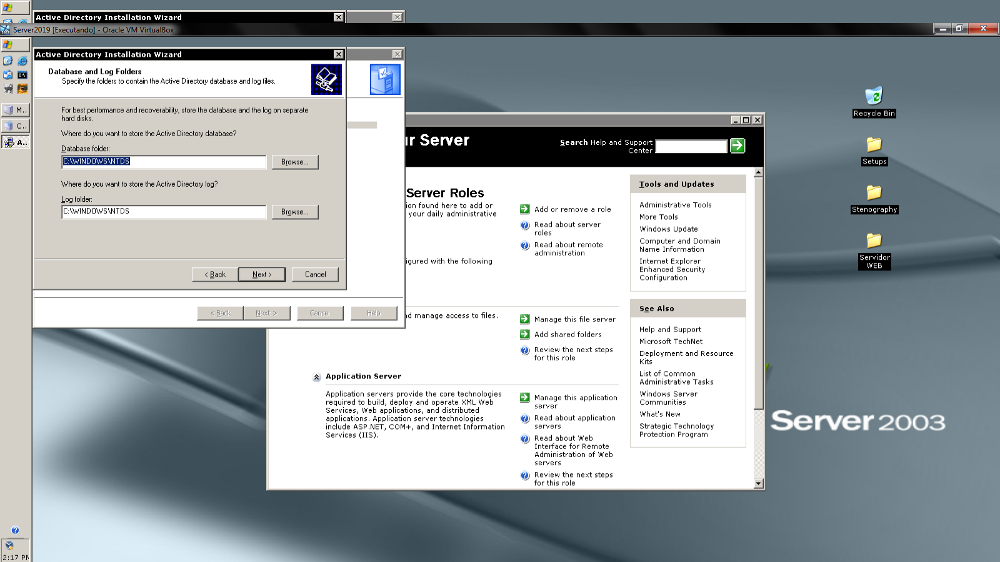 Active Directory Installation Wizard
Server2019 [Executando] - Oracle VM VirtualBox
Active Directory Installation Wizard
Database and Log Folders
Specify the folders to contain the Active Directory database and log files.
For best performance and recoverability, store the database and the log on separate
hard disks.
Where do you want to store the Active Directory database?
Database folder:
C:\WINDOWS\NTDS
Browse...
Where do you want to store the Active Directory log?
Log folder:
C:\WINDOWS\NTDS
Browse...
< Back
Next >
Cancel
< Back
Next >
Cancel
Help
M..
C..
A..
2:17 PM
ur Server
Search Help and Support
Center
Server Roles
ion found here to add or
your daily administrative
igured with the following
nd manage access to files.
Add or remove a role
Read about server
roles
Read about remote
administration
Manage this file server
Add shared folders
Review the next steps
for this role
Application Server
Application servers provide the core technologies
required to build, deploy and operate XML Web
Services, Web applications, and distributed
applications. Application server technologies
include ASP.NET, COM+, and Internet Information
Services (IIS).
Manage this application
server
Read about application
servers
Read about Web
Interface for Remote
Administration of Web
servers
Review the next steps
for this role
Tools and Updates
Administrative Tools
More Tools
Windows Update
Computer and Domain
Name Information
Internet Explorer
Enhanced Security
Configuration
See Also
Help and Support
Microsoft TechNet
Deployment and Resource
Kits
List of Common
Administrative Tasks
Windows Server
Communities
What's New
Strategic Technology
Protection Program
Recycle Bin
Setups
Stenography
Servidor
WEB
Server 2003